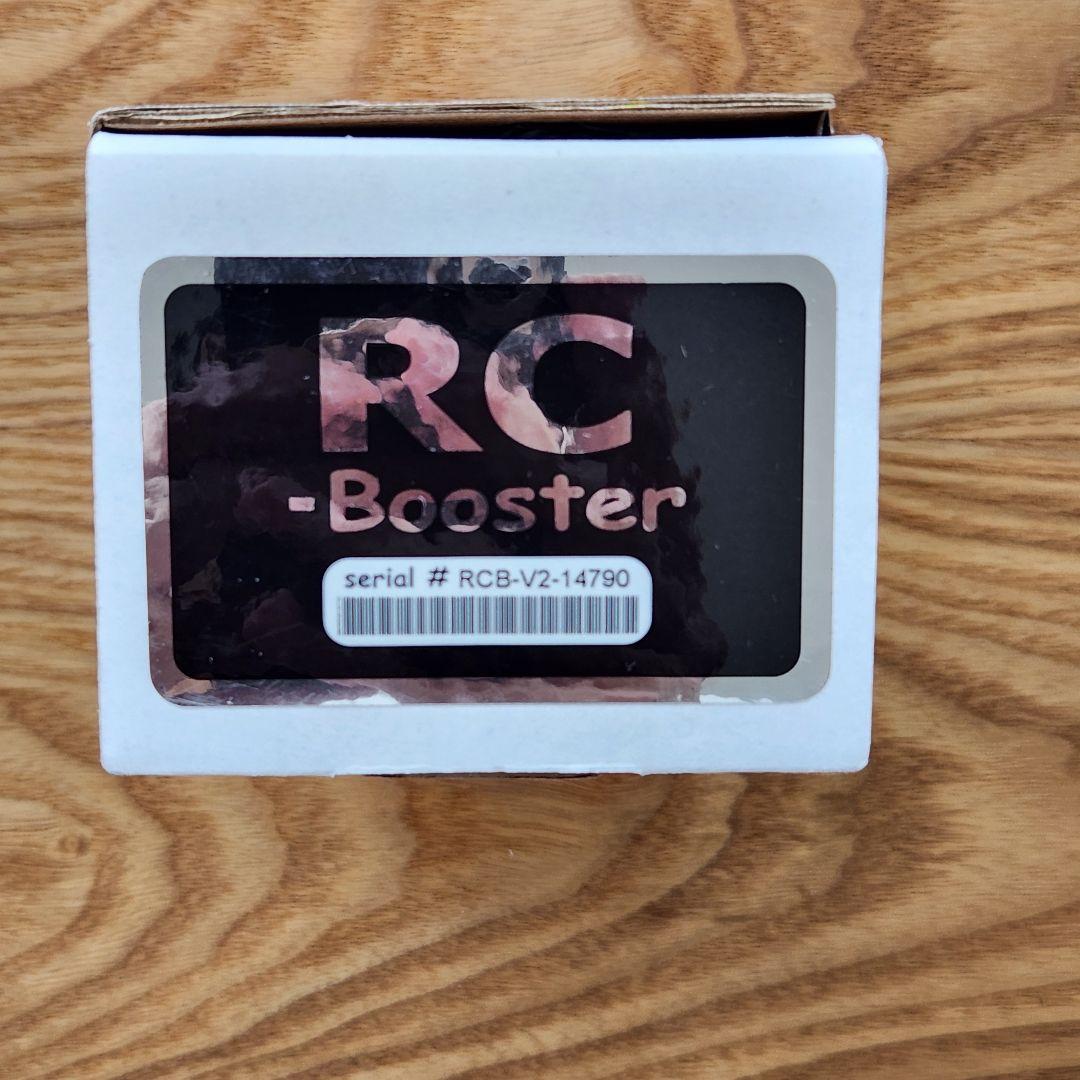 RC
-Booster
serial # RCB-V2-14790